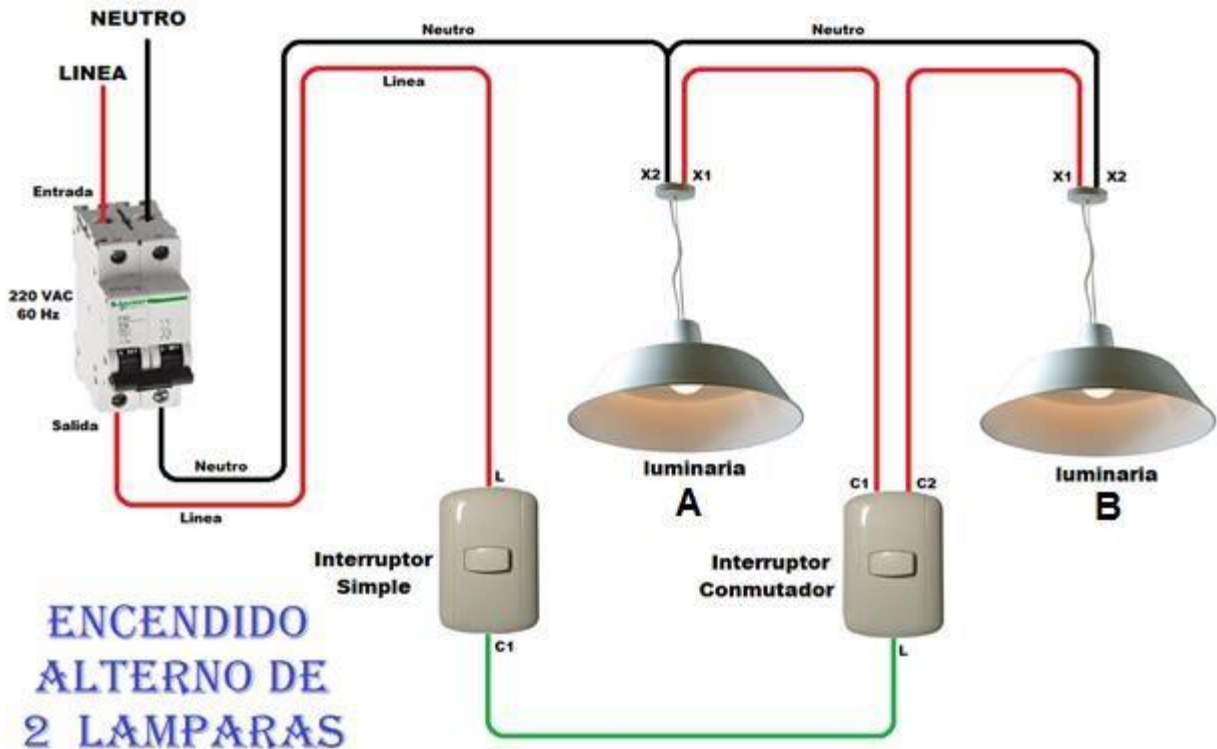 NEUTRO
LINEA
Neutro
Neutro
Linea
Entrada
X2
X1
X1
X2
220 VAC
60 Hz
Salida
Neutro
Linea
L
C1
C2
luminaria
A
luminaria
B
Interruptor
Simple
Interruptor
Conmutador
C1
L
ENCENDIDO
ALTERNO DE
2 LAMPARAS